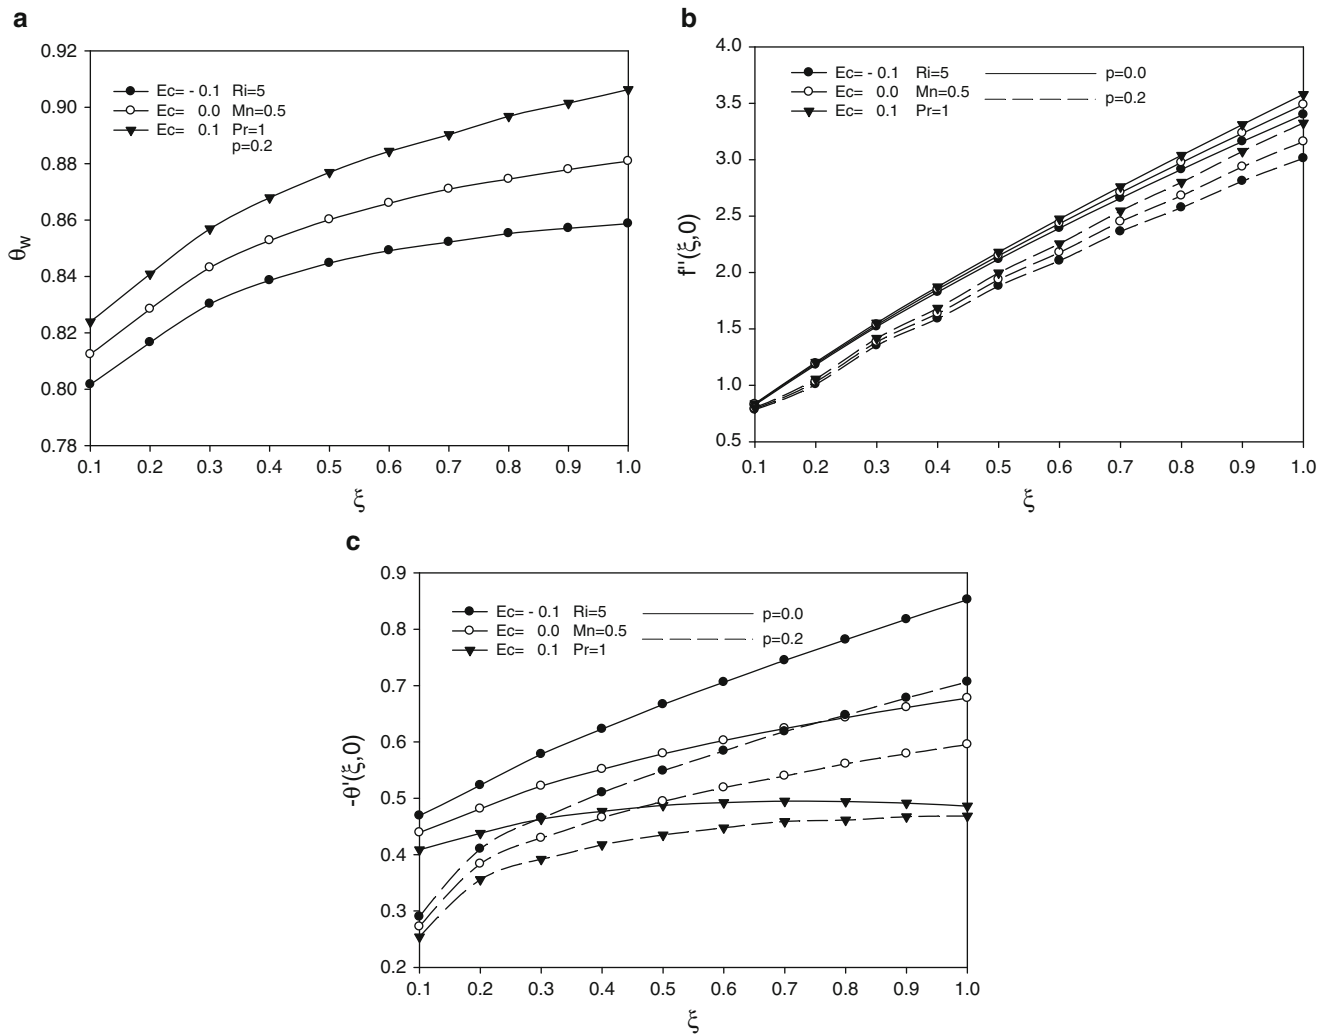 a
0.92
0.90
0.88
0.86
0.84
0.82
0.80
0.78
θw
Ec= - 0.1 Ri=5
Ec= 0.0 Mn=0.5
Ec= 0.1 Pr=1
p=0.2
0.1 0.2 0.3 0.4 0.5 0.6 0.7 0.8 0.9 1.0
ξ
b
4.0
3.5
3.0
2.5
2.0
1.5
1.0
0.5
f''(ξ,0)
Ec= - 0.1 Ri=5 p=0.0
Ec= 0.0 Mn=0.5 p=0.2
Ec= 0.1 Pr=1
0.1 0.2 0.3 0.4 0.5 0.6 0.7 0.8 0.9 1.0
ξ
c
0.9
0.8
0.7
0.6
0.5
0.4
0.3
0.2
-θ'(ξ,0)
Ec= - 0.1 Ri=5 p=0.0
Ec= 0.0 Mn=0.5 p=0.2
Ec= 0.1 Pr=1
0.1 0.2 0.3 0.4 0.5 0.6 0.7 0.8 0.9 1.0
ξ